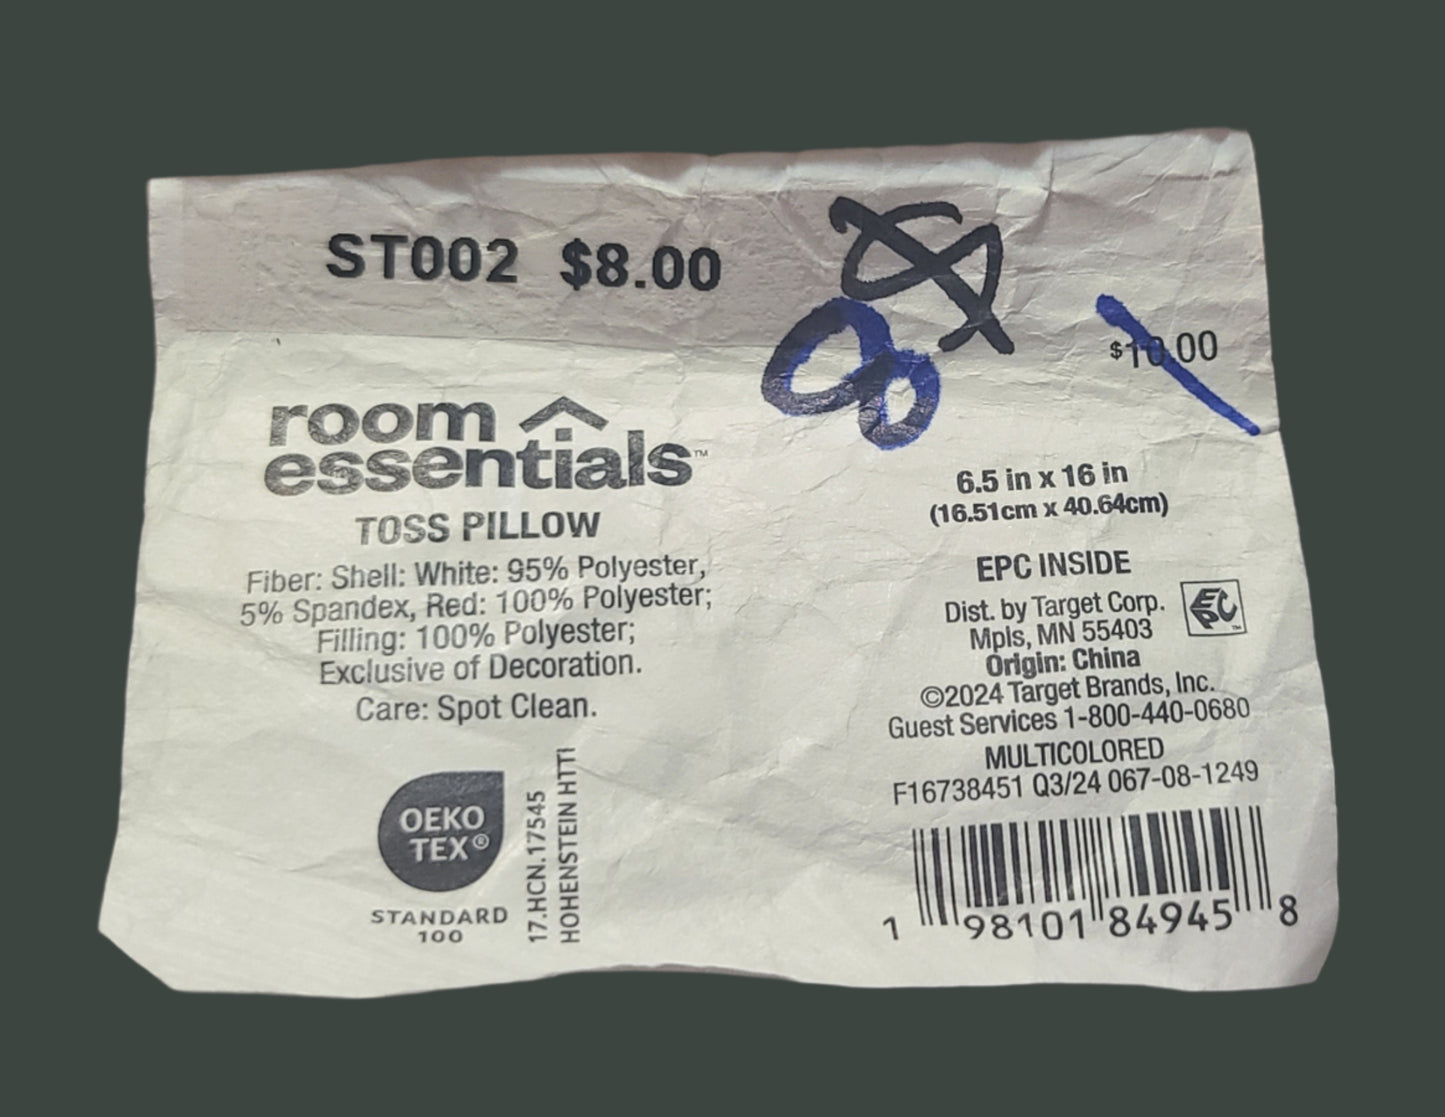 ST002 $8.00
8
$10.00
room
essentials™
TOSS PILLOW
Fiber: Shell: White: 95% Polyester,
5% Spandex, Red: 100% Polyester;
Filling: 100% Polyester;
Exclusive of Decoration.
Care: Spot Clean.
OEKO
TEX®
STANDARD
100
17.HCN.17545
HOHENSTEIN HTTI
6.5 in x 16 in
(16.51cm x 40.64cm)
EPC INSIDE
Dist. by Target Corp.
Mpls, MN 55403
Origin: China
©2024 Target Brands, Inc.
Guest Services 1-800-440-0680
EPC™
MULTICOLORED
F16738451 Q3/24 067-08-1249
1 98101 84945 8